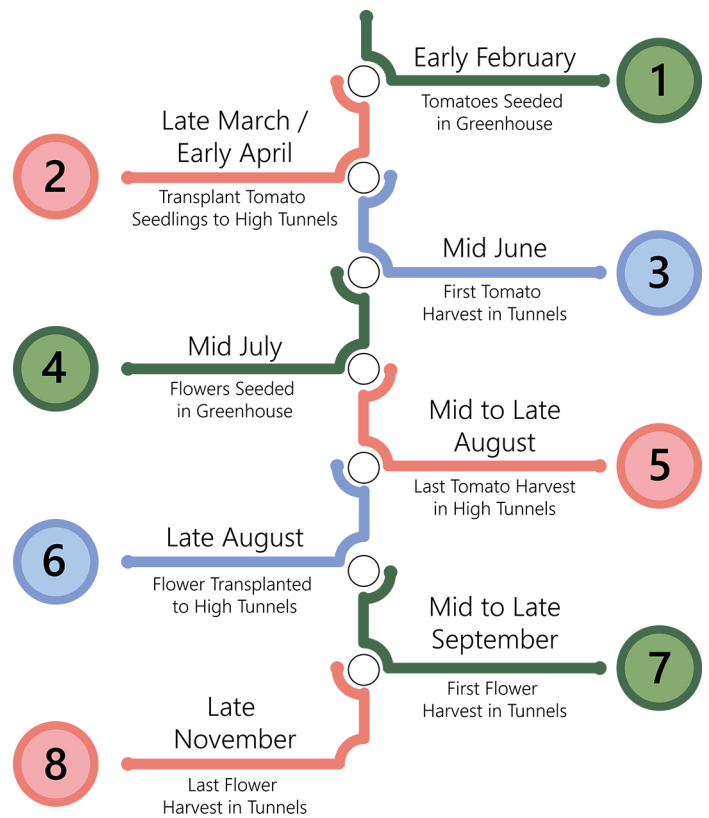 Early February
1
Tomatoes Seeded
in Greenhouse
Late March /
Early April
2
Transplant Tomato
Seedlings to High Tunnels
Mid June
3
First Tomato
Harvest in Tunnels
Mid July
4
Flowers Seeded
in Greenhouse
Mid to Late
August
5
Last Tomato Harvest
in High Tunnels
Late August
6
Flower Transplanted
to High Tunnels
Mid to Late
September
7
First Flower
Harvest in Tunnels
Late
November
8
Last Flower
Harvest in Tunnels